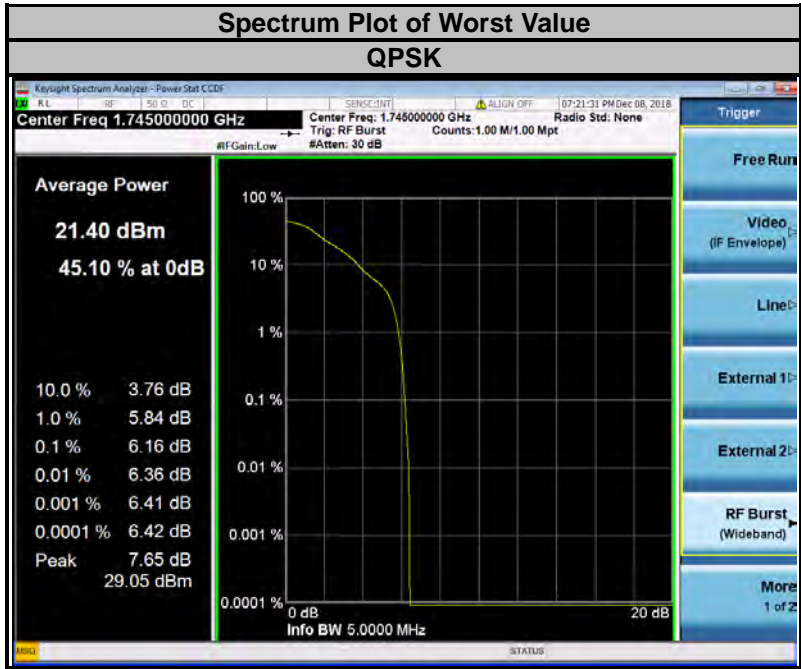 Spectrum Plot of Worst Value
QPSK
Keysight Spectrum Analyzer - Power Stat CCDF
RL RF 50 Ω DC SENSE:INT ALIGN OFF 07:21:31 PM Dec 08, 2018
Center Freq 1.745000000 GHz
Center Freq: 1.745000000 GHz Radio Std: None
Trig: RF Burst Counts:1.00 M/1.00 Mpt
#IFGain:Low #Atten: 30 dB
Trigger
Free Run
Video
(IF Envelope)
Line
External 1
External 2
RF Burst
(Wideband)
More
1 of 2
Average Power
21.40 dBm
45.10 % at 0dB
10.0 % 3.76 dB
1.0 % 5.84 dB
0.1 % 6.16 dB
0.01 % 6.36 dB
0.001 % 6.41 dB
0.0001 % 6.42 dB
Peak 7.65 dB
29.05 dBm
100 %
10 %
1 %
0.1 %
0.01 %
0.001 %
0.0001 %
0 dB 20 dB
Info BW 5.0000 MHz
MSG STATUS